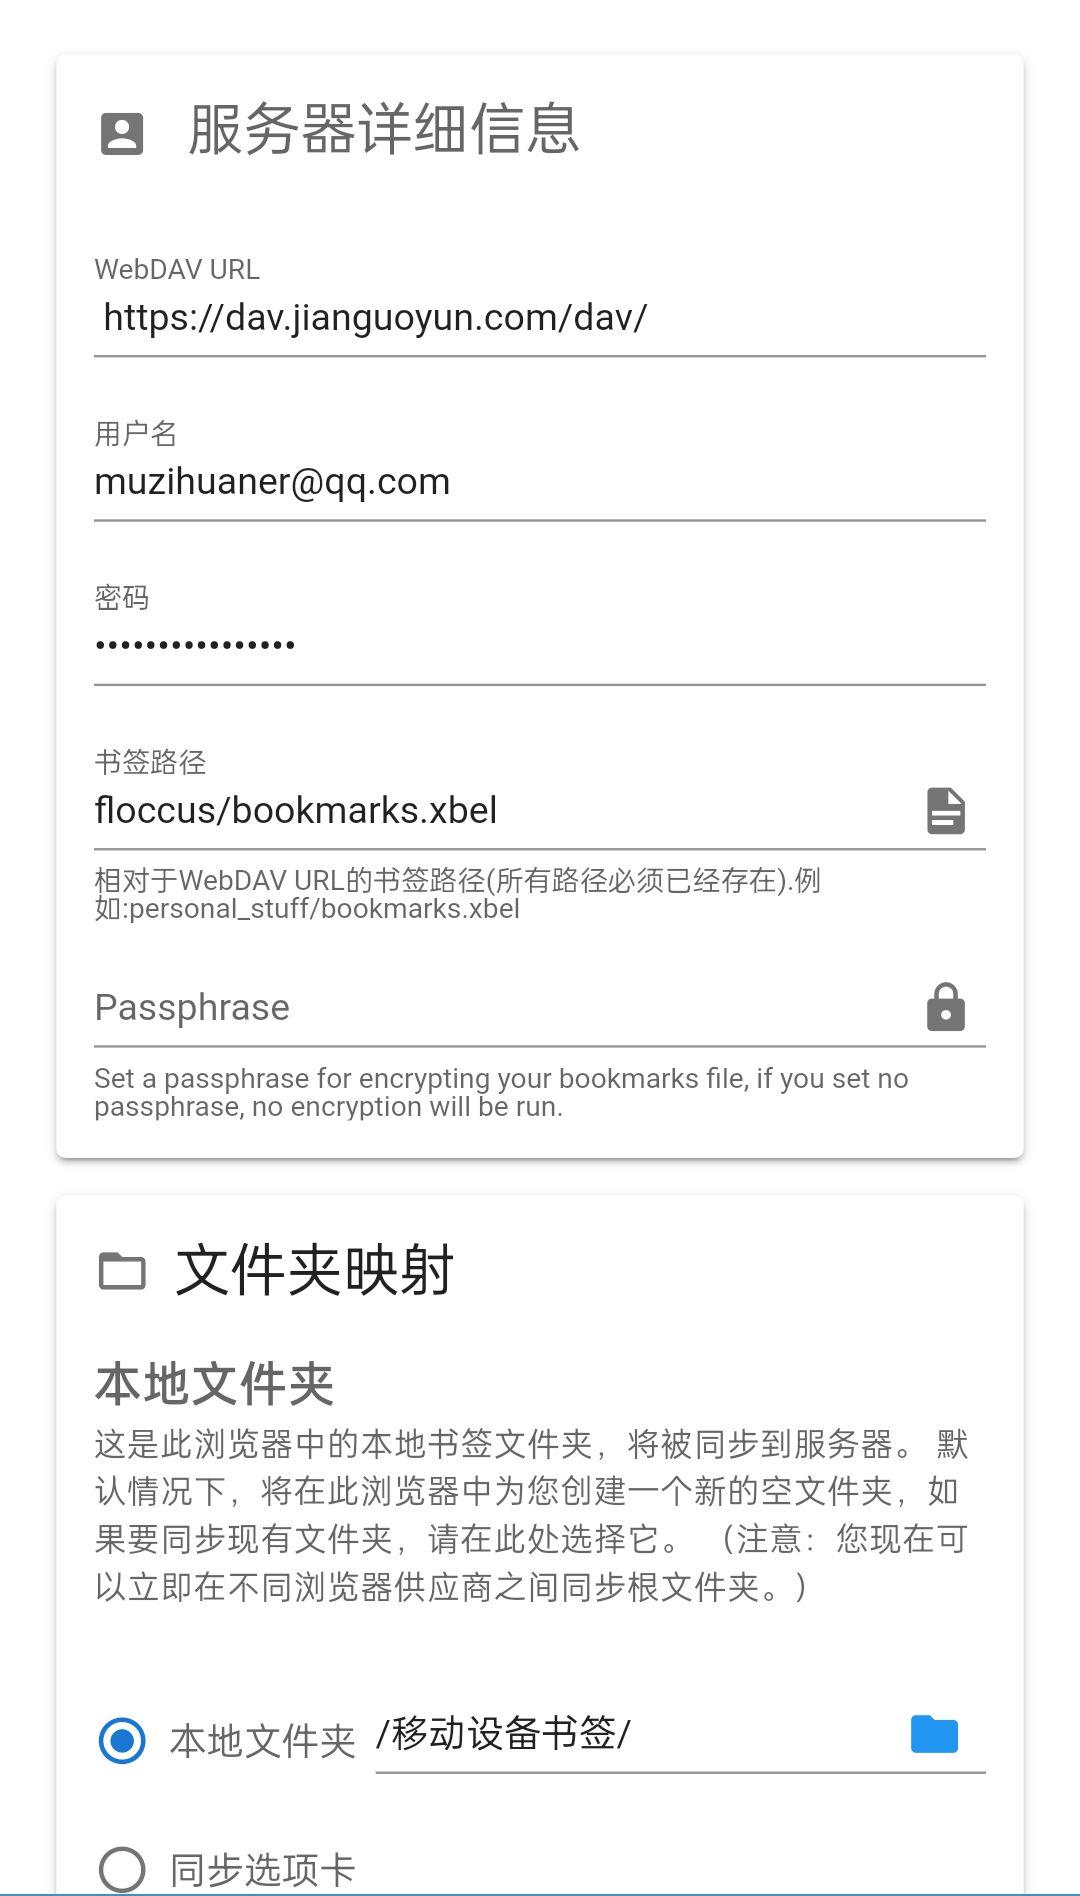 服务器详细信息
WebDAV URL
https://dav.jianguoyun.com/dav/
用户名
muzihuaner@qq.com
密码
••••••••••••••••
书签路径
floccus/bookmarks.xbel
相对于WebDAV URL的书签路径(所有路径必须已经存在).例
如:personal_stuff/bookmarks.xbel
Passphrase
Set a passphrase for encrypting your bookmarks file, if you set no
passphrase, no encryption will be run.
文件夹映射
本地文件夹
这是此浏览器中的本地书签文件夹，将被同步到服务器。 默
认情况下，将在此浏览器中为您创建一个新的空文件夹，如
果要同步现有文件夹，请在此处选择它。 （注意：您现在可
以立即在不同浏览器供应商之间同步根文件夹。）
本地文件夹 /移动设备书签/
同步选项卡